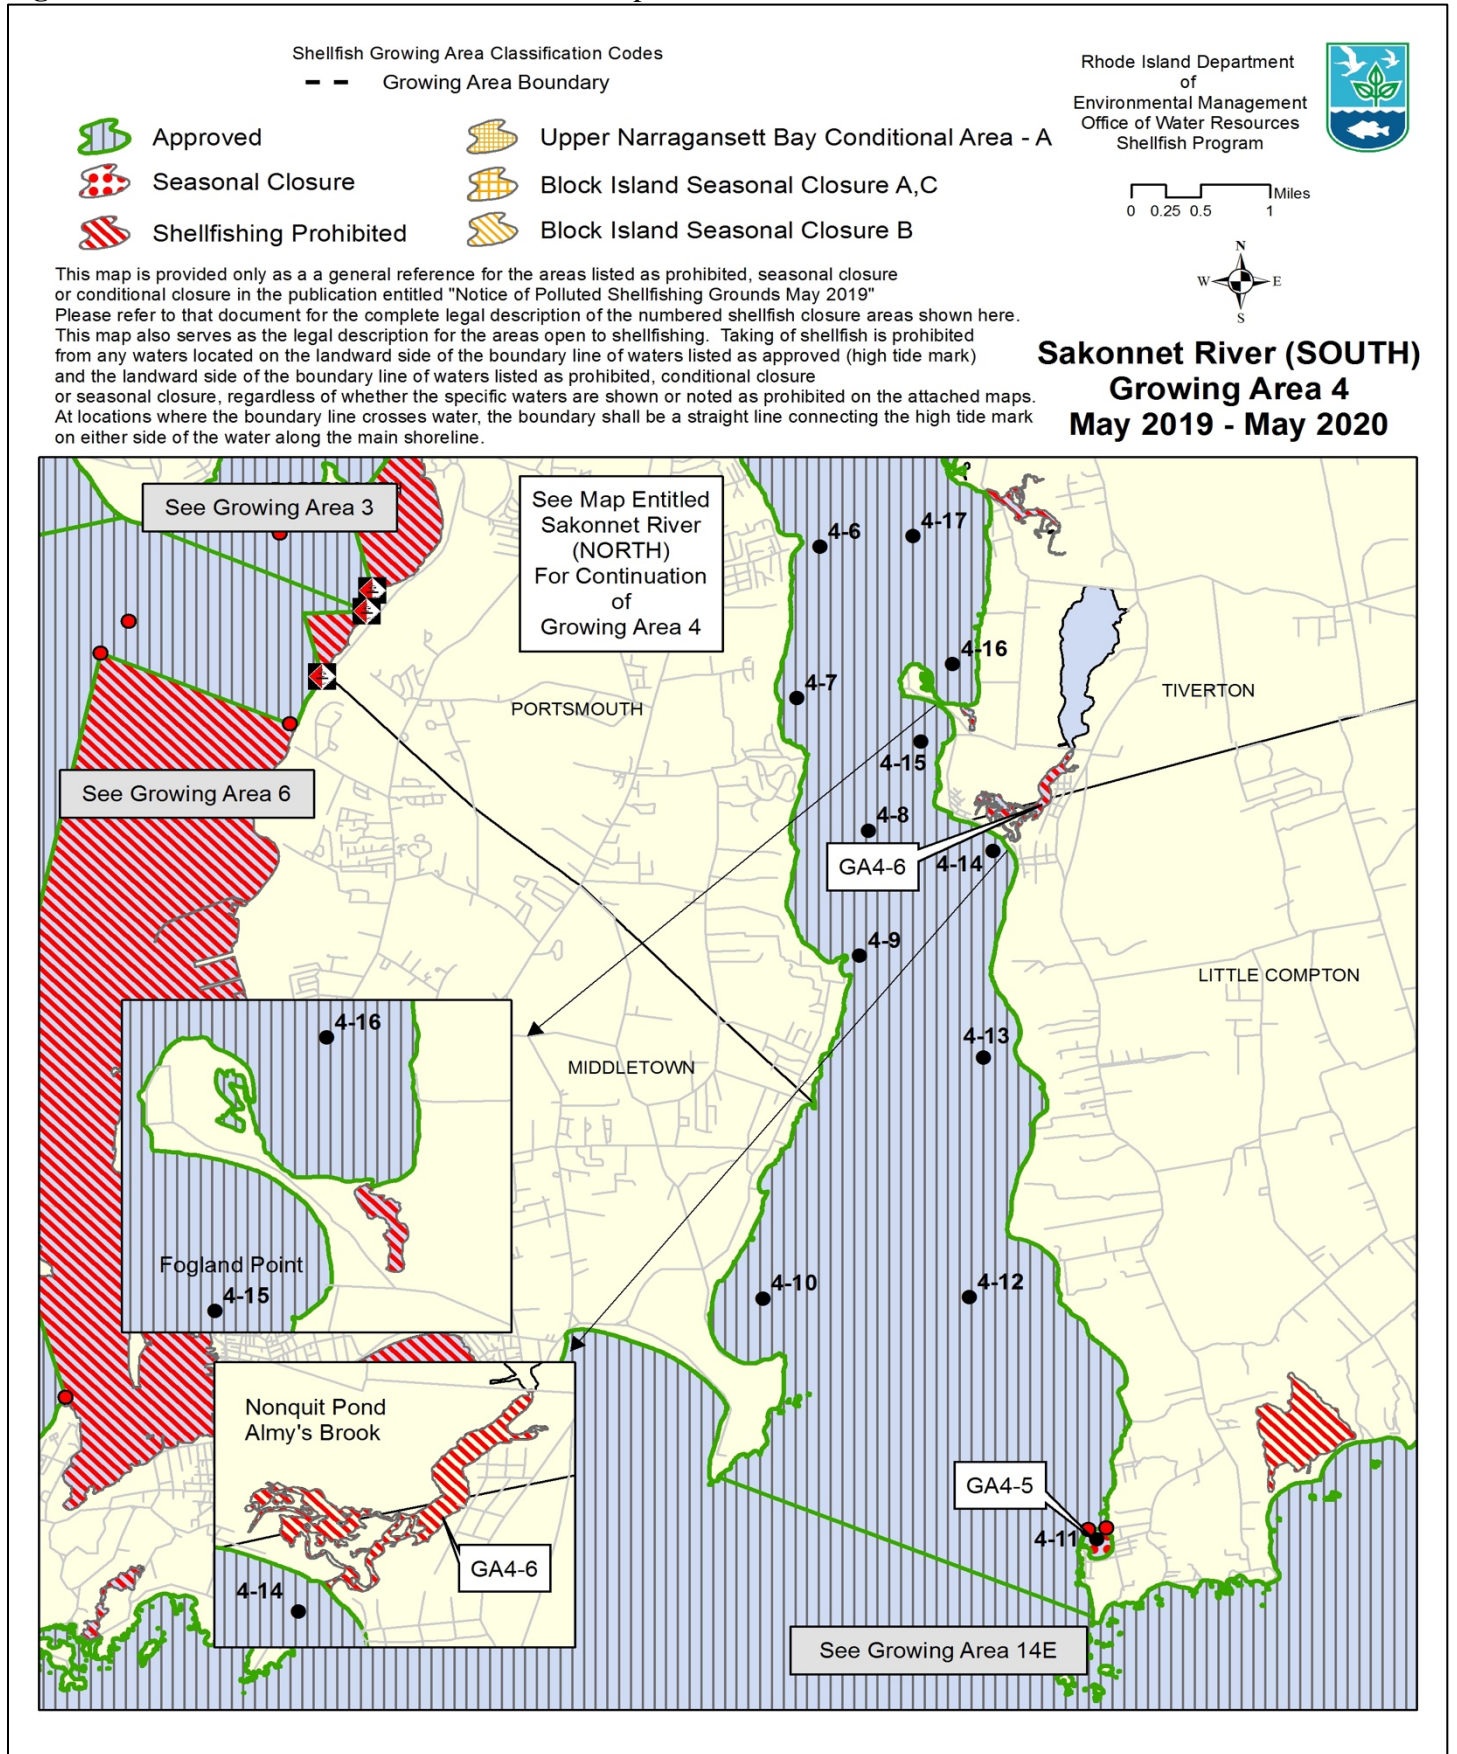 Shellfish Growing Area Classification Codes
Growing Area Boundary
Approved
Seasonal Closure
Shellfishing Prohibited
Upper Narragansett Bay Conditional Area - A
Block Island Seasonal Closure A,C
Block Island Seasonal Closure B
Rhode Island Department
of
Environmental Management
Office of Water Resources
Shellfish Program
Miles
0 0.25 0.5 1
N
W E
S
This map is provided only as a a general reference for the areas listed as prohibited, seasonal closure
or conditional closure in the publication entitled "Notice of Polluted Shellfishing Grounds May 2019"
Please refer to that document for the complete legal description of the numbered shellfish closure areas shown here.
This map also serves as the legal description for the areas open to shellfishing. Taking of shellfish is prohibited
from any waters located on the landward side of the boundary line of waters listed as approved (high tide mark)
and the landward side of the boundary line of waters listed as prohibited, conditional closure
or seasonal closure, regardless of whether the specific waters are shown or noted as prohibited on the attached maps.
At locations where the boundary line crosses water, the boundary shall be a straight line connecting the high tide mark
on either side of the water along the main shoreline.
Sakonnet River (SOUTH)
Growing Area 4
May 2019 - May 2020
See Growing Area 3
See Map Entitled
Sakonnet River
(NORTH)
For Continuation
of
Growing Area 4
4-6
4-17
4-16
4-7
PORTSMOUTH
TIVERTON
4-15
See Growing Area 6
4-8
GA4-6
4-14
4-9
LITTLE COMPTON
4-16
4-13
MIDDLETOWN
Fogland Point
4-15
4-10
4-12
Nonquit Pond
Almy's Brook
GA4-5
4-11
GA4-6
4-14
See Growing Area 14E